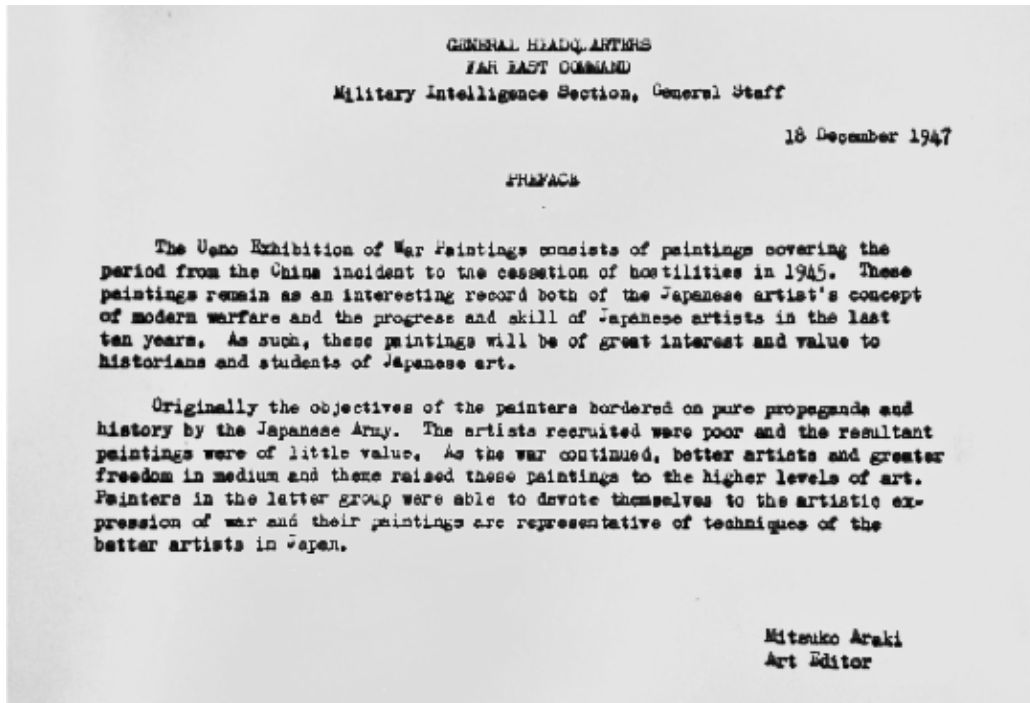 GENERAL HEADQUARTERS
FAR EAST COMMAND
Military Intelligence Section, General Staff
18 December 1947
PREFACE
The Ueno Exhibition of War Paintings consists of paintings covering the
period from the China incident to the cessation of hostilities in 1945. These
paintings remain as an interesting record both of the Japanese artist's concept
of modern warfare and the progress and skill of Japanese artists in the last
ten years. As such, these paintings will be of great interest and value to
historians and students of Japanese art.
Originally the objectives of the painters bordered on pure propaganda and
history by the Japanese Army. The artists recruited were poor and the resultant
paintings were of little value. As the war continued, better artists and greater
freedom in medium and theme raised these paintings to the higher levels of art.
Painters in the latter group were able to devote themselves to the artistic ex-
pression of war and their paintings are representative of techniques of the
better artists in Japan.
Mitsuko Araki
Art Editor